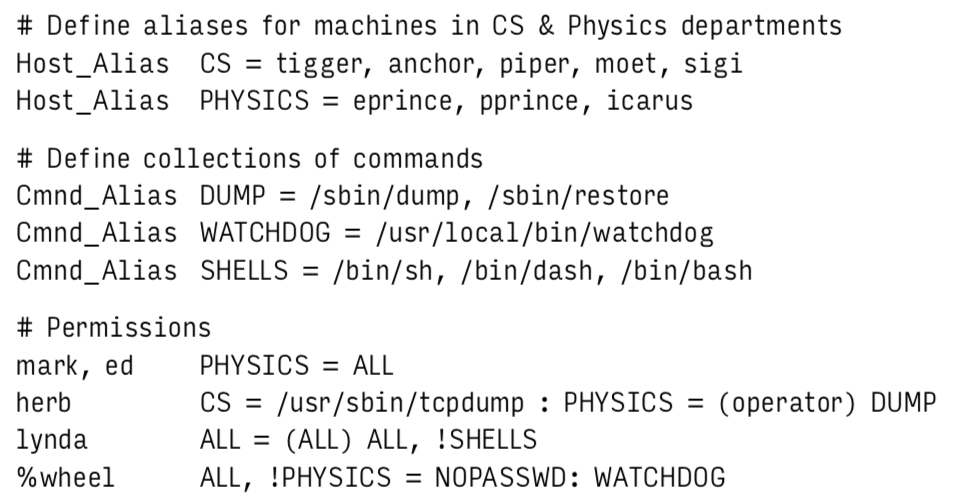 # Define aliases for machines in CS & Physics departments
Host_Alias CS = tigger, anchor, piper, moet, sigi
Host_Alias PHYSICS = eprince, pprince, icarus
# Define collections of commands
Cmnd_Alias DUMP = /sbin/dump, /sbin/restore
Cmnd_Alias WATCHDOG = /usr/local/bin/watchdog
Cmnd_Alias SHELLS = /bin/sh, /bin/dash, /bin/bash
# Permissions
mark, ed PHYSICS = ALL
herb CS = /usr/sbin/tcpdump : PHYSICS = (operator) DUMP
lynda ALL = (ALL) ALL, !SHELLS
%wheel ALL, !PHYSICS = NOPASSWD: WATCHDOG